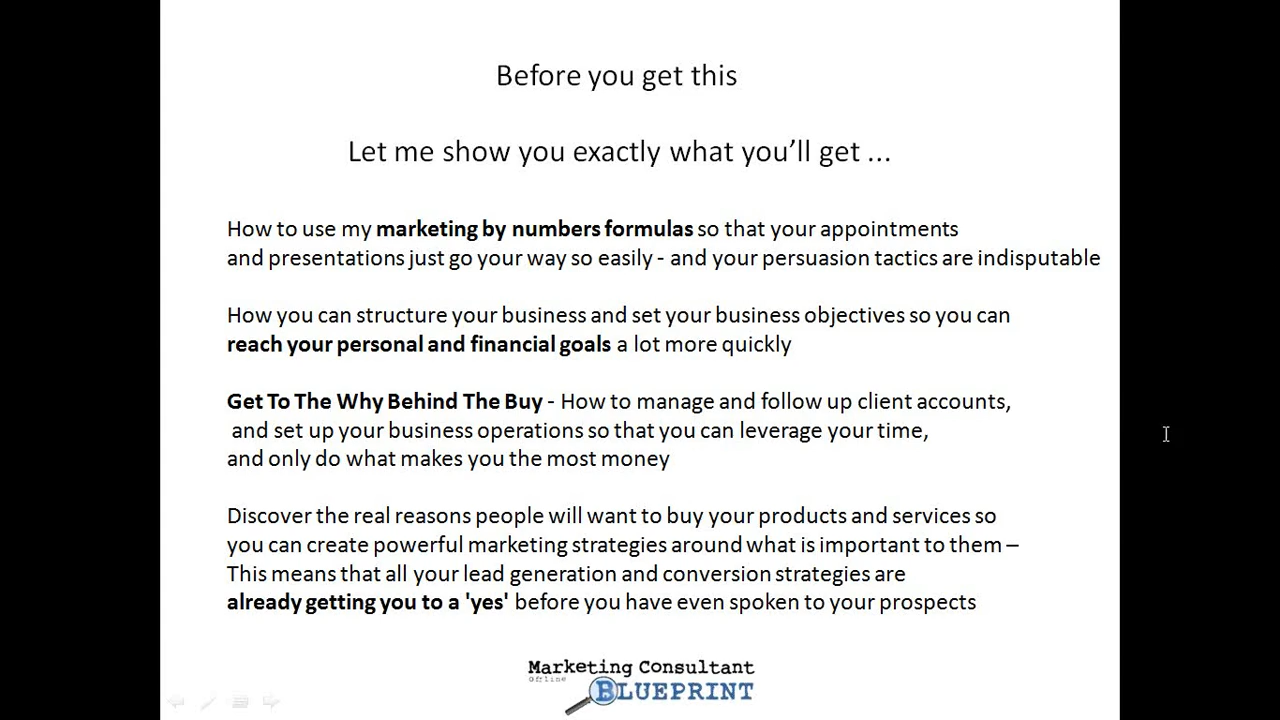 Before you get this
Let me show you exactly what you’ll get ...
How to use my marketing by numbers formulas so that your appointments
and presentations just go your way so easily - and your persuasion tactics are indisputable
How you can structure your business and set your business objectives so you can
reach your personal and financial goals a lot more quickly
Get To The Why Behind The Buy - How to manage and follow up client accounts,
and set up your business operations so that you can leverage your time,
and only do what makes you the most money
Discover the real reasons people will want to buy your products and services so
you can create powerful marketing strategies around what is important to them –
This means that all your lead generation and conversion strategies are
already getting you to a 'yes' before you have even spoken to your prospects
Marketing Consultant
Offline
BLUEPRINT